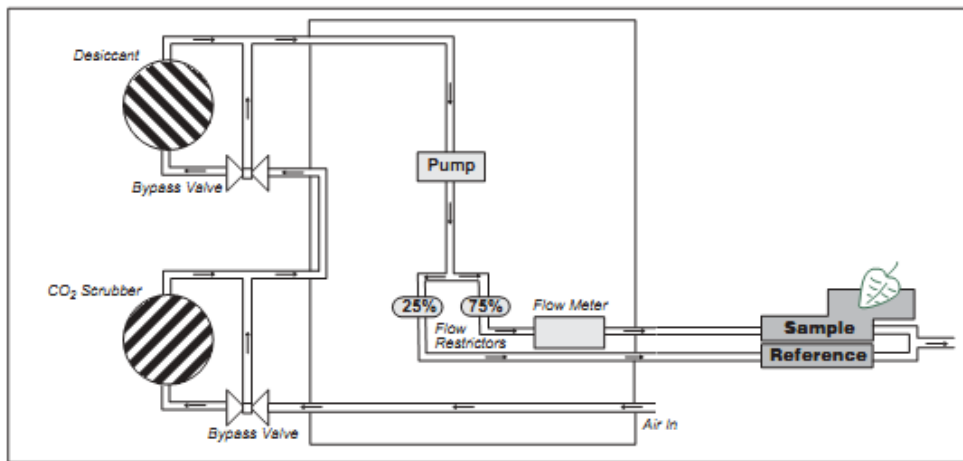 Desiccant
Pump
Bypass Valve
CO₂ Scrubber
25%
75%
Flow Meter
Flow
Restrictors
Sample
Reference
Bypass Valve
Air In